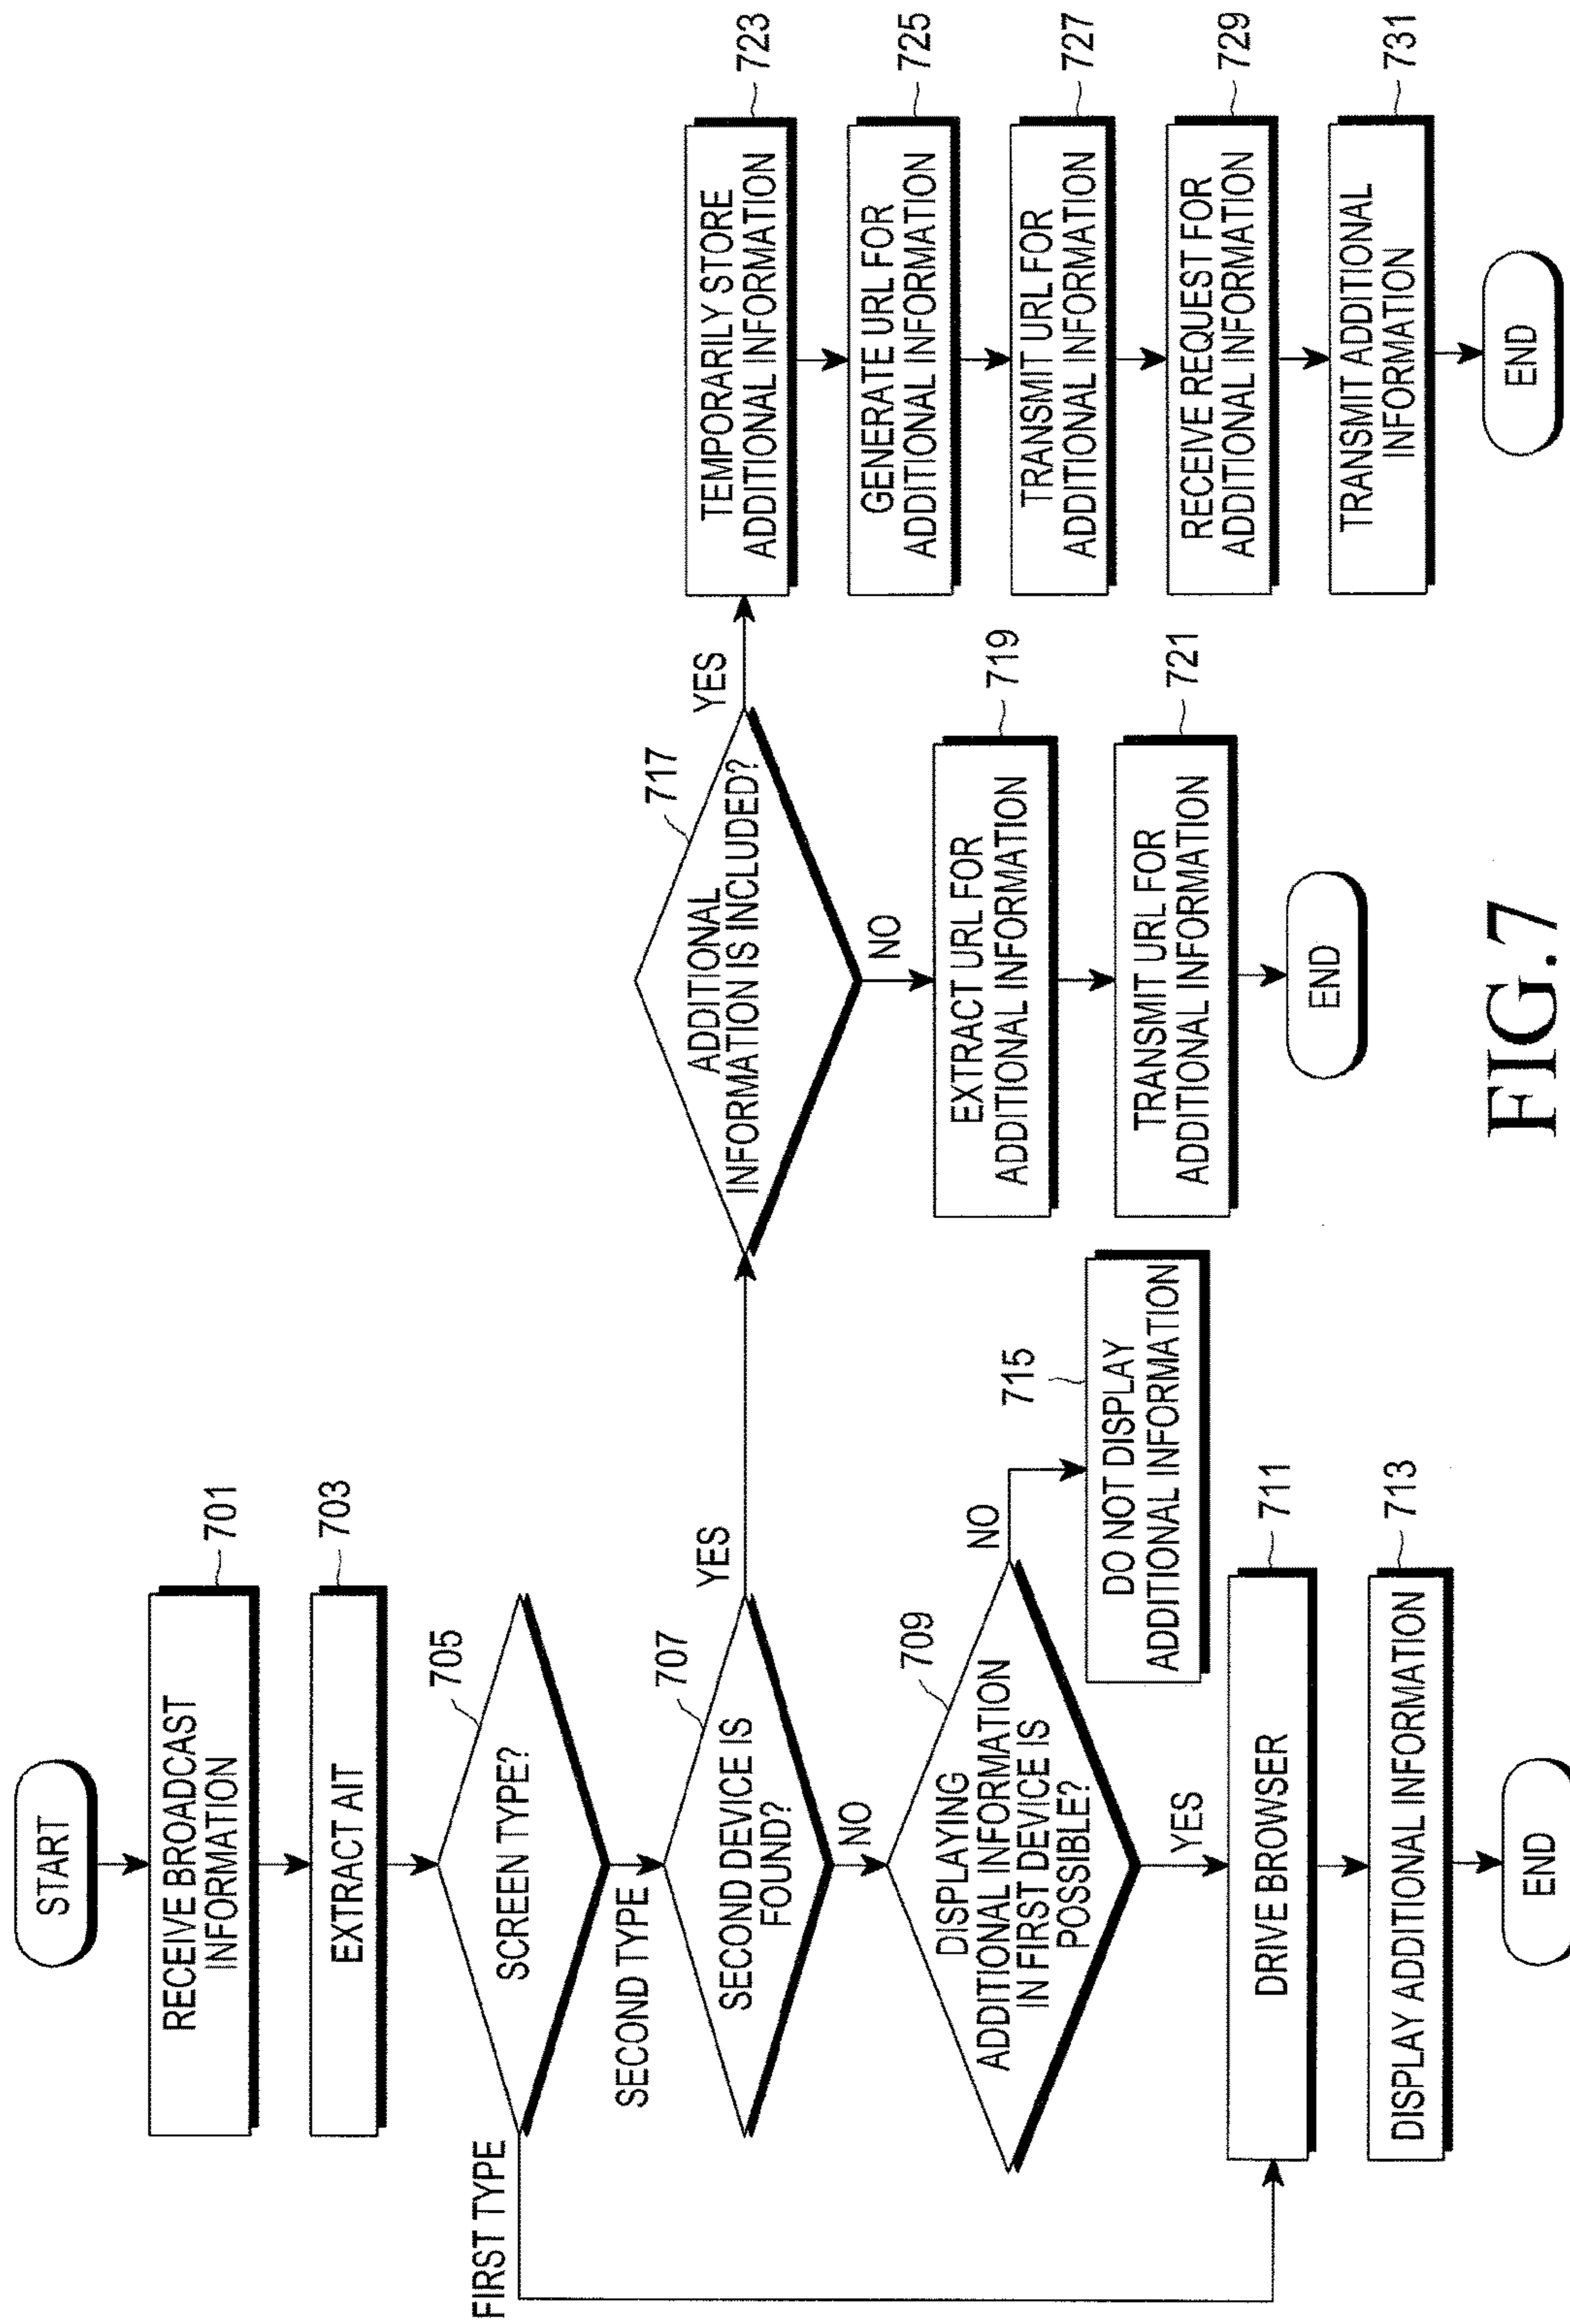 START
RECEIVE BROADCAST
INFORMATION
701
EXTRACT AIT
703
SCREEN TYPE?
705
FIRST TYPE
SECOND TYPE
SECOND DEVICE IS
FOUND?
707
YES
NO
DISPLAYING
ADDITIONAL INFORMATION
IN FIRST DEVICE IS
POSSIBLE?
709
NO
YES
DO NOT DISPLAY
ADDITIONAL INFORMATION
715
DRIVE BROWSER
711
DISPLAY ADDITIONAL INFORMATION
713
END
ADDITIONAL
INFORMATION IS INCLUDED?
717
YES
NO
EXTRACT URL FOR
ADDITIONAL INFORMATION
719
TRANSMIT URL FOR
ADDITIONAL INFORMATION
721
END
TEMPORARILY STORE
ADDITIONAL INFORMATION
723
GENERATE URL FOR
ADDITIONAL INFORMATION
725
TRANSMIT URL FOR
ADDITIONAL INFORMATION
727
RECEIVE REQUEST FOR
ADDITIONAL INFORMATION
729
TRANSMIT ADDITIONAL
INFORMATION
731
END
FIG.7